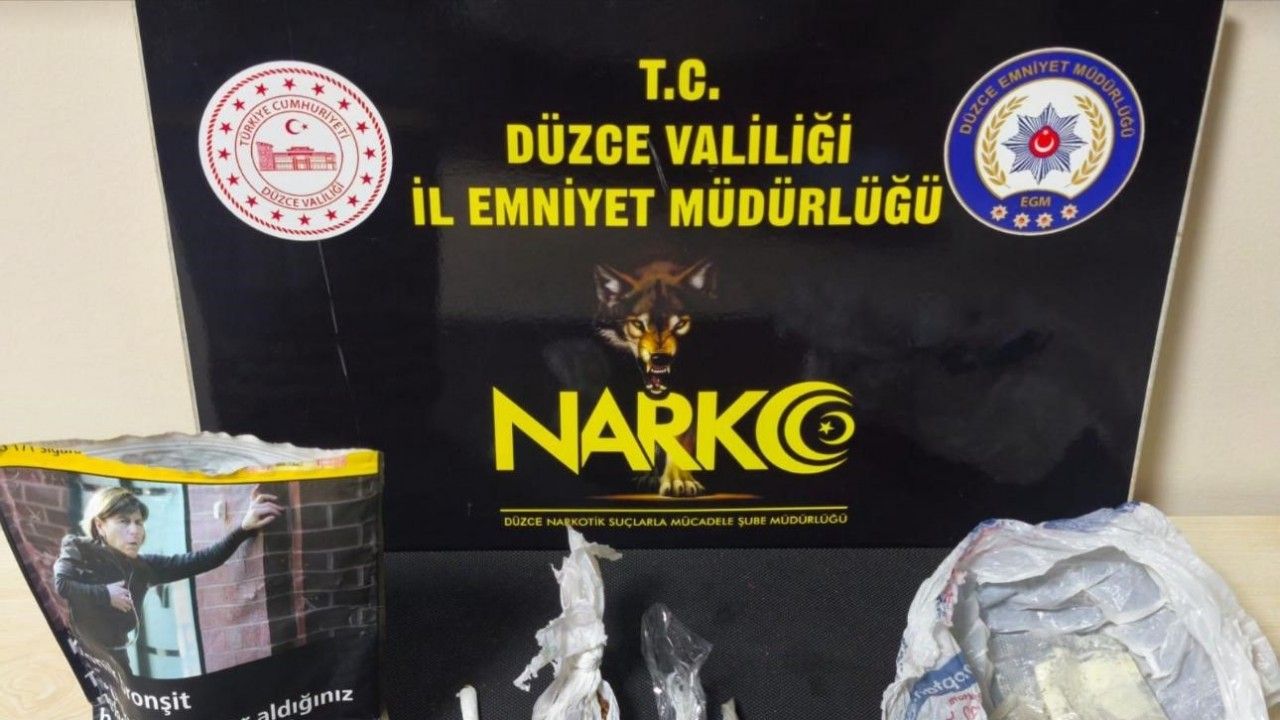 T.C.
DÜZCE VALİLİĞİ
İL EMNİYET MÜDÜRLÜĞÜ
TÜRKİYE CUMHURİYETİ
DÜZCE VALİLİĞİ
DÜZCE EMNİYET MÜDÜRLÜĞÜ
EGM
NARKO
DÜZCE NARKOTİK SUÇLARLA MÜCADELE ŞUBE MÜDÜRLÜĞÜ
aldığınız